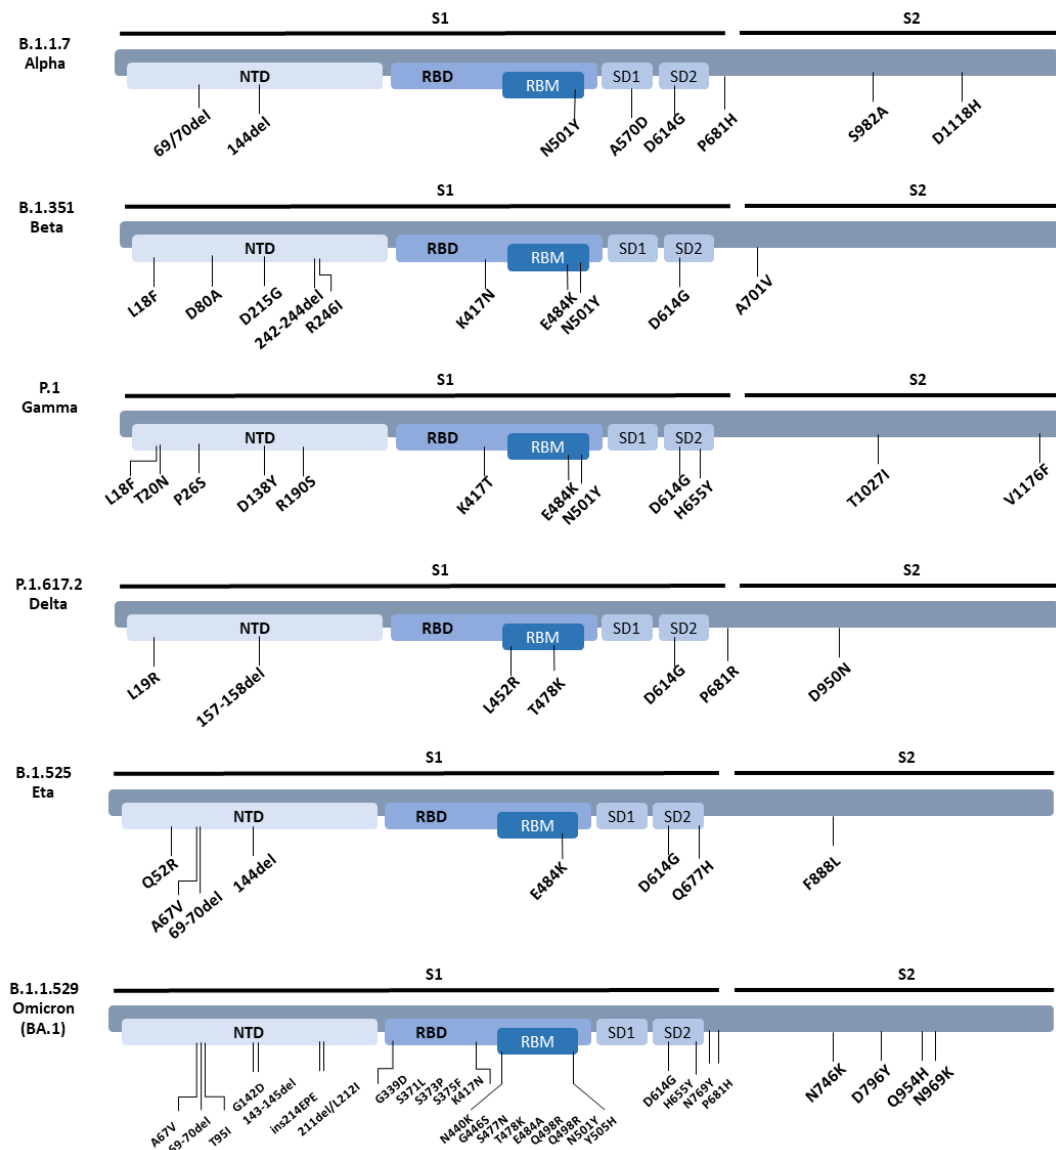 S1 S2
B.1.1.7
Alpha
NTD RBD RBM SD1 SD2
69/70del 144del N501Y A570D D614G P681H S982A D1118H
S1 S2
B.1.351
Beta
NTD RBD RBM SD1 SD2
L18F D80A D215G 242-244del R246I K417N E484K N501Y D614G A701V
S1 S2
P.1
Gamma
NTD RBD RBM SD1 SD2
L18F T20N P26S D138Y R190S K417T E484K N501Y D614G H655Y T1027I V1176F
S1 S2
P.1.617.2
Delta
NTD RBD RBM SD1 SD2
L19R 157-158del L452R T478K D614G P681R D950N
S1 S2
B.1.525
Eta
NTD RBD RBM SD1 SD2
Q52R A67V 69-70del 144del E484K D614G Q677H F888L
S1 S2
B.1.1.529
Omicron
(BA.1)
NTD RBD RBM SD1 SD2
A67V 69-70del T95I G142D 143-145del ins214EPE 211del/L212I G339D S371L S373P S375F K417N N440K G446S S477N T478K E484A Q498R Q498R N501Y Y505H D614G H655Y N769Y P681H N746K D796Y Q954H N969K